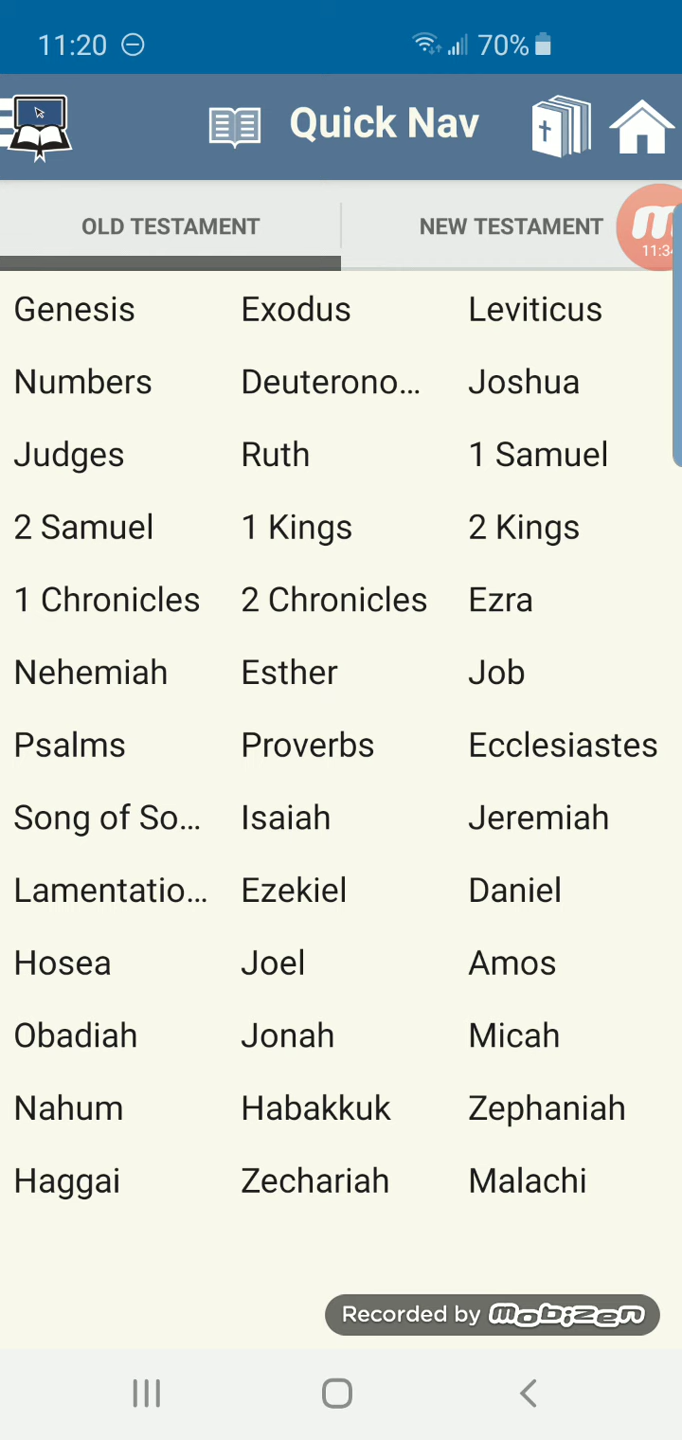 11:20 70%
Quick Nav
OLD TESTAMENT NEW TESTAMENT
Genesis Exodus Leviticus
Numbers Deuterono... Joshua
Judges Ruth 1 Samuel
2 Samuel 1 Kings 2 Kings
1 Chronicles 2 Chronicles Ezra
Nehemiah Esther Job
Psalms Proverbs Ecclesiastes
Song of So... Isaiah Jeremiah
Lamentatio... Ezekiel Daniel
Hosea Joel Amos
Obadiah Jonah Micah
Nahum Habakkuk Zephaniah
Haggai Zechariah Malachi
Recorded by mobizen